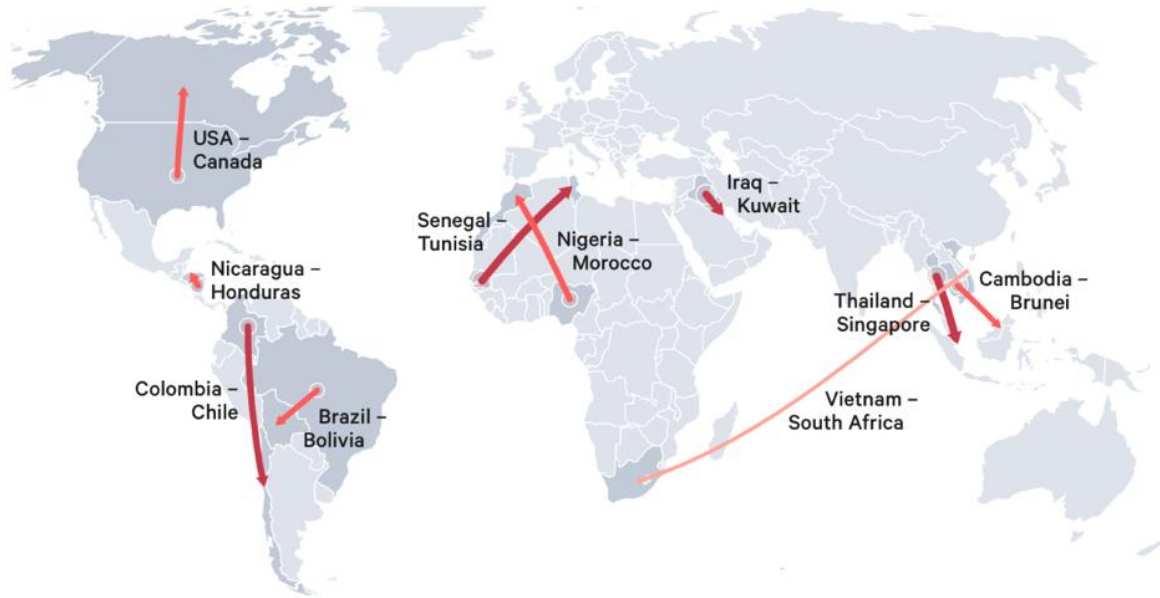 USA –
Canada
Nicaragua –
Honduras
Colombia –
Chile
Brazil –
Bolivia
Senegal –
Tunisia
Nigeria –
Morocco
Iraq –
Kuwait
Thailand –
Singapore
Cambodia –
Brunei
Vietnam –
South Africa